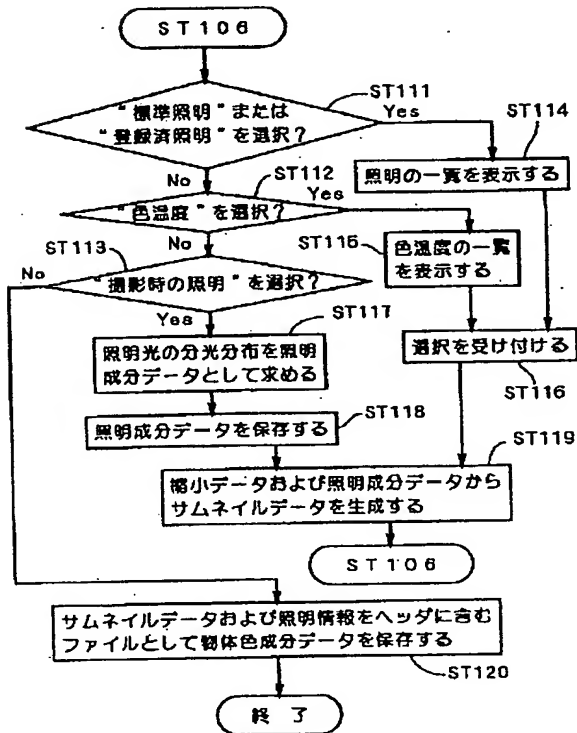 ST106
ST111
“標準照明”または
“登録済照明”を選択？
Yes
ST114
No
照明の一覧を表示する
ST112
Yes
“色温度”を選択？
ST113
No
ST115
色温度の一覧
を表示する
No
“撮影時の照明”を選択？
Yes
ST117
照明光の分光分布を照明
成分データとして求める
選択を受け付ける
ST116
ST118
照明成分データを保存する
ST119
縮小データおよび照明成分データから
サムネイルデータを生成する
ST106
サムネイルデータおよび照明情報をヘッダに含む
ファイルとして物体色成分データを保存する
ST120
終了